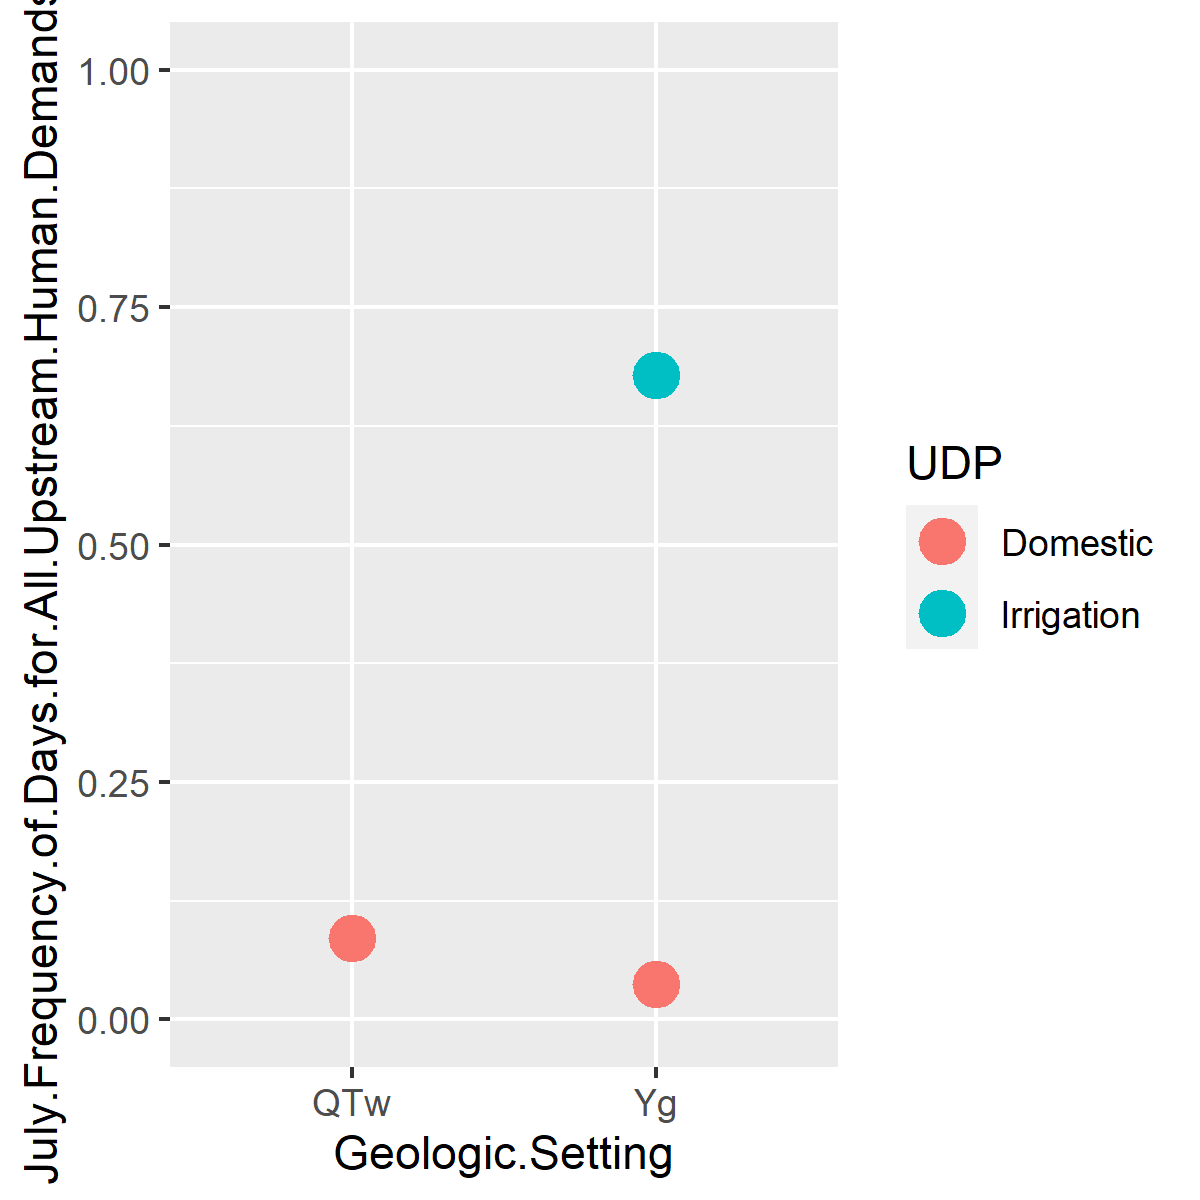 July.Frequency.of.Days.for.All.Upstream.Human.Demands
1.00
0.75
0.50
0.25
0.00
QTw
Yg
Geologic.Setting
UDP
Domestic
Irrigation